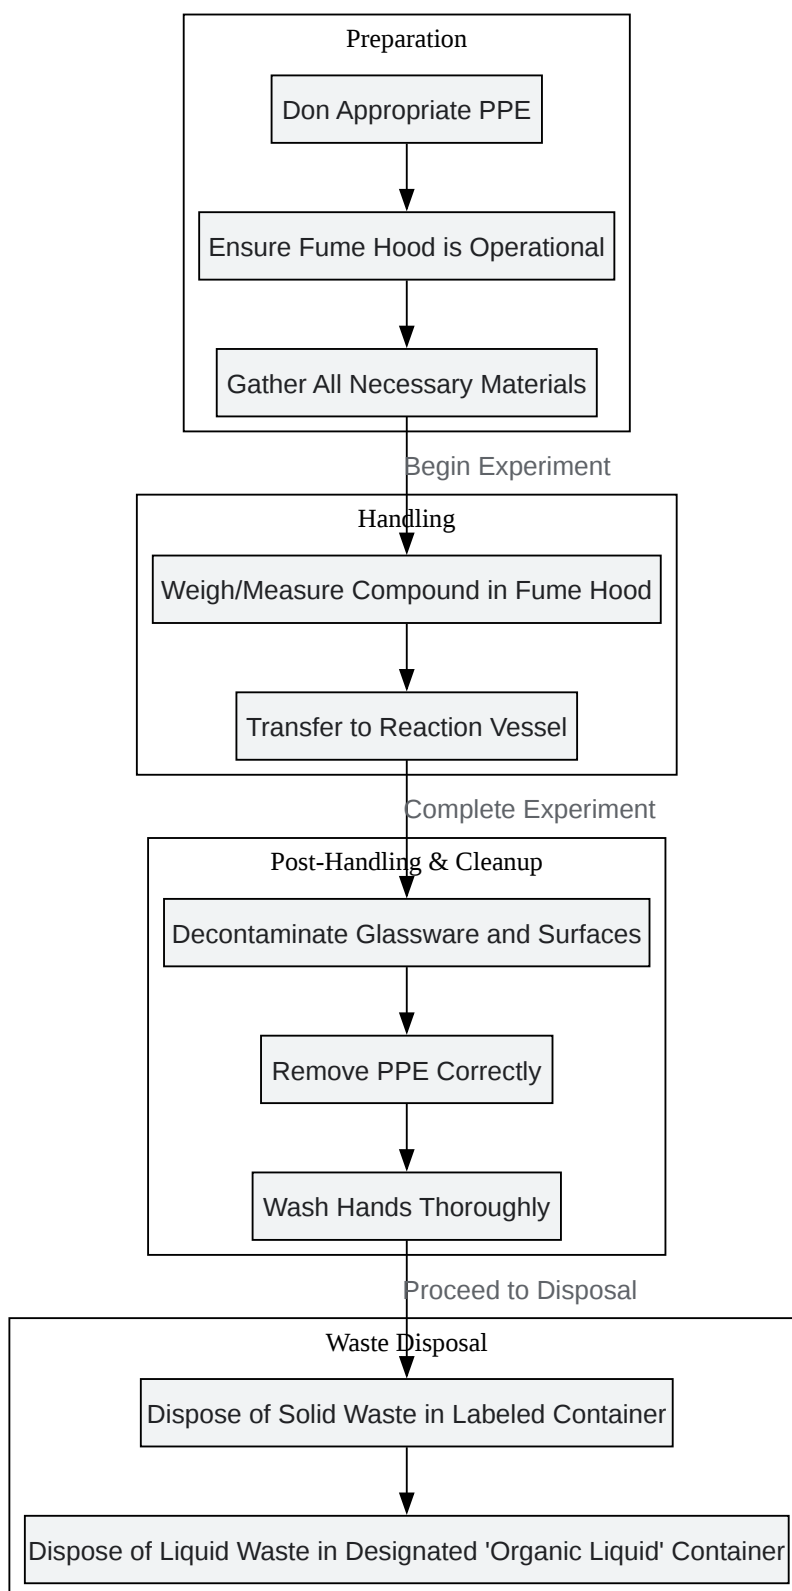 Preparation
Don Appropriate PPE
Ensure Fume Hood is Operational
Gather All Necessary Materials
Begin Experiment
Handling
Weigh/Measure Compound in Fume Hood
Transfer to Reaction Vessel
Complete Experiment
Post-Handling & Cleanup
Decontaminate Glassware and Surfaces
Remove PPE Correctly
Wash Hands Thoroughly
Proceed to Disposal
Waste Disposal
Dispose of Solid Waste in Labeled Container
Dispose of Liquid Waste in Designated 'Organic Liquid' Container